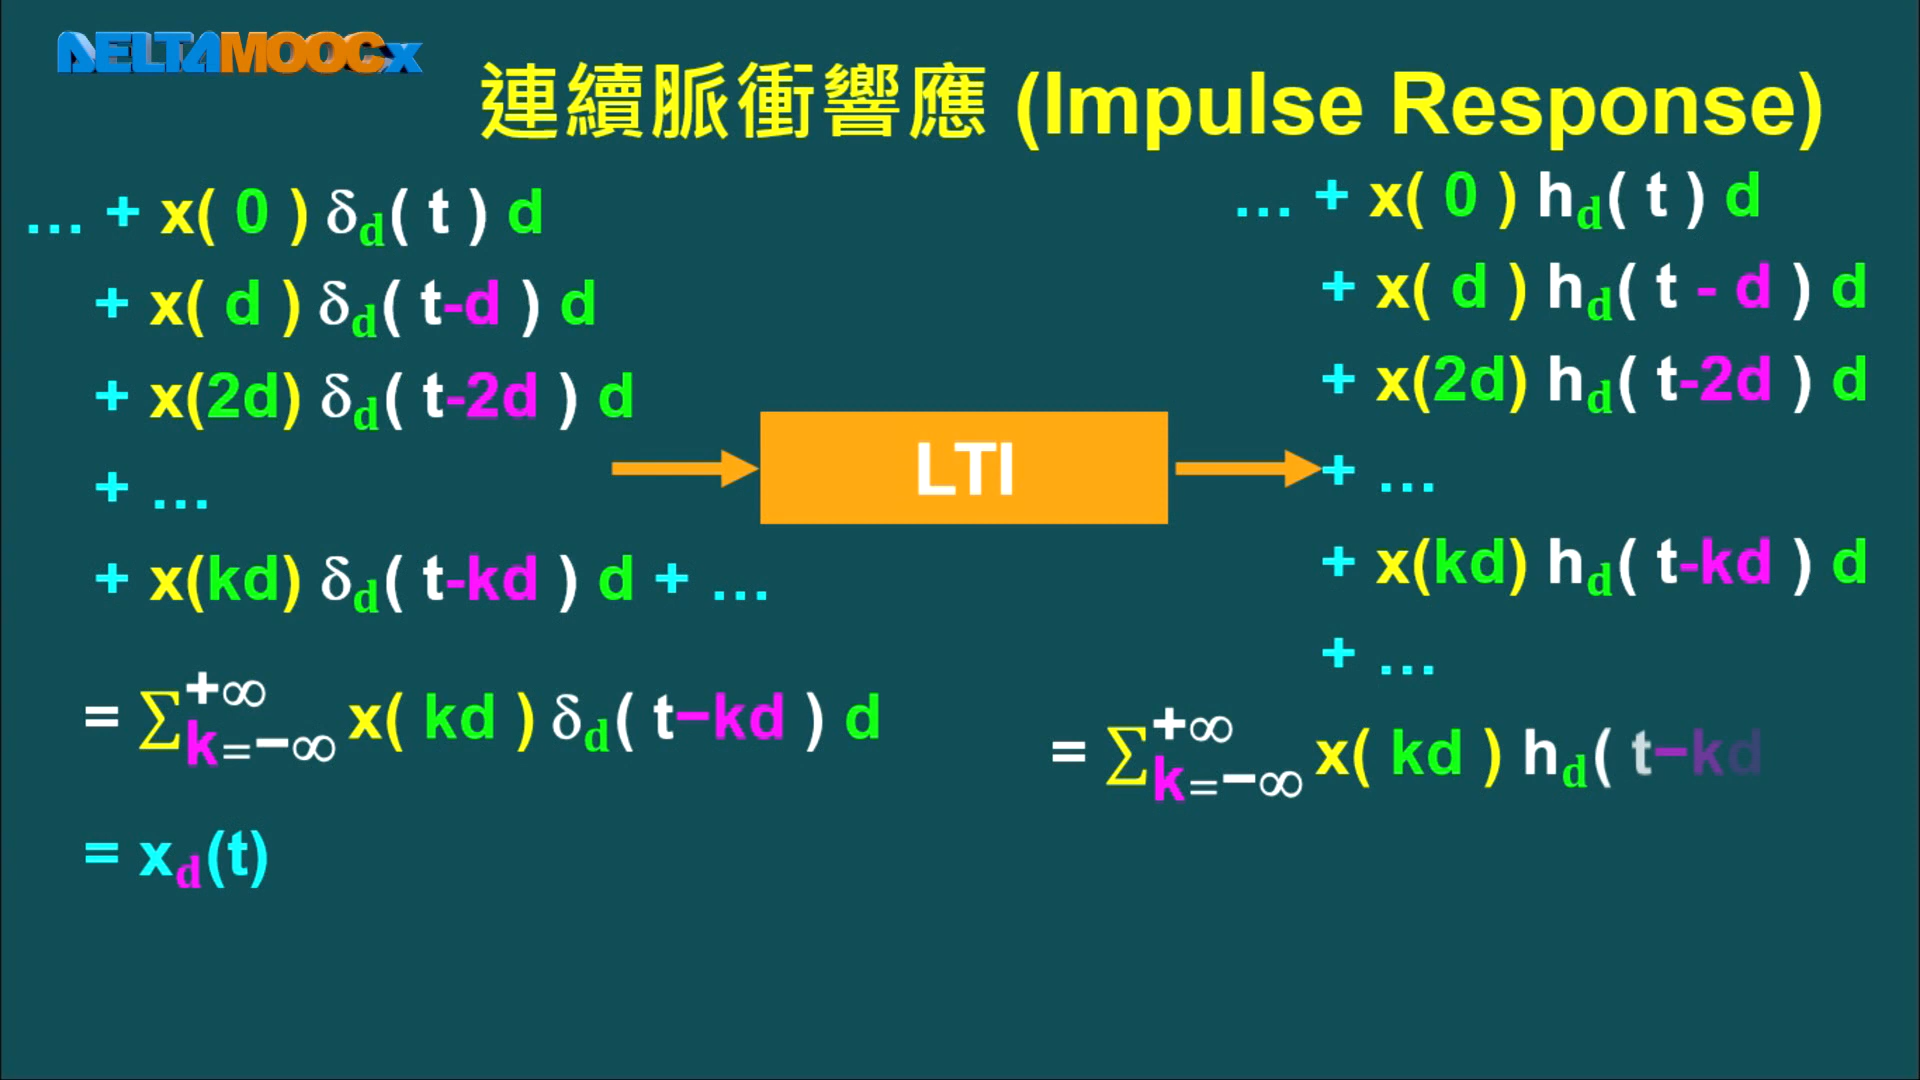 DELTAMOOCx
連續脈衝響應 (Impulse Response)
… + x( 0 ) δd( t ) d
+ x( d ) δd( t-d ) d
+ x(2d) δd( t-2d ) d
+ …
+ x(kd) δd( t-kd ) d + …
= ∑k=−∞+∞ x( kd ) δd( t−kd ) d
= xd(t)
LTI
… + x( 0 ) hd( t ) d
+ x( d ) hd( t - d ) d
+ x(2d) hd( t-2d ) d
+ …
+ x(kd) hd( t-kd ) d
+ …
= ∑k=−∞+∞ x( kd ) hd( t−kd